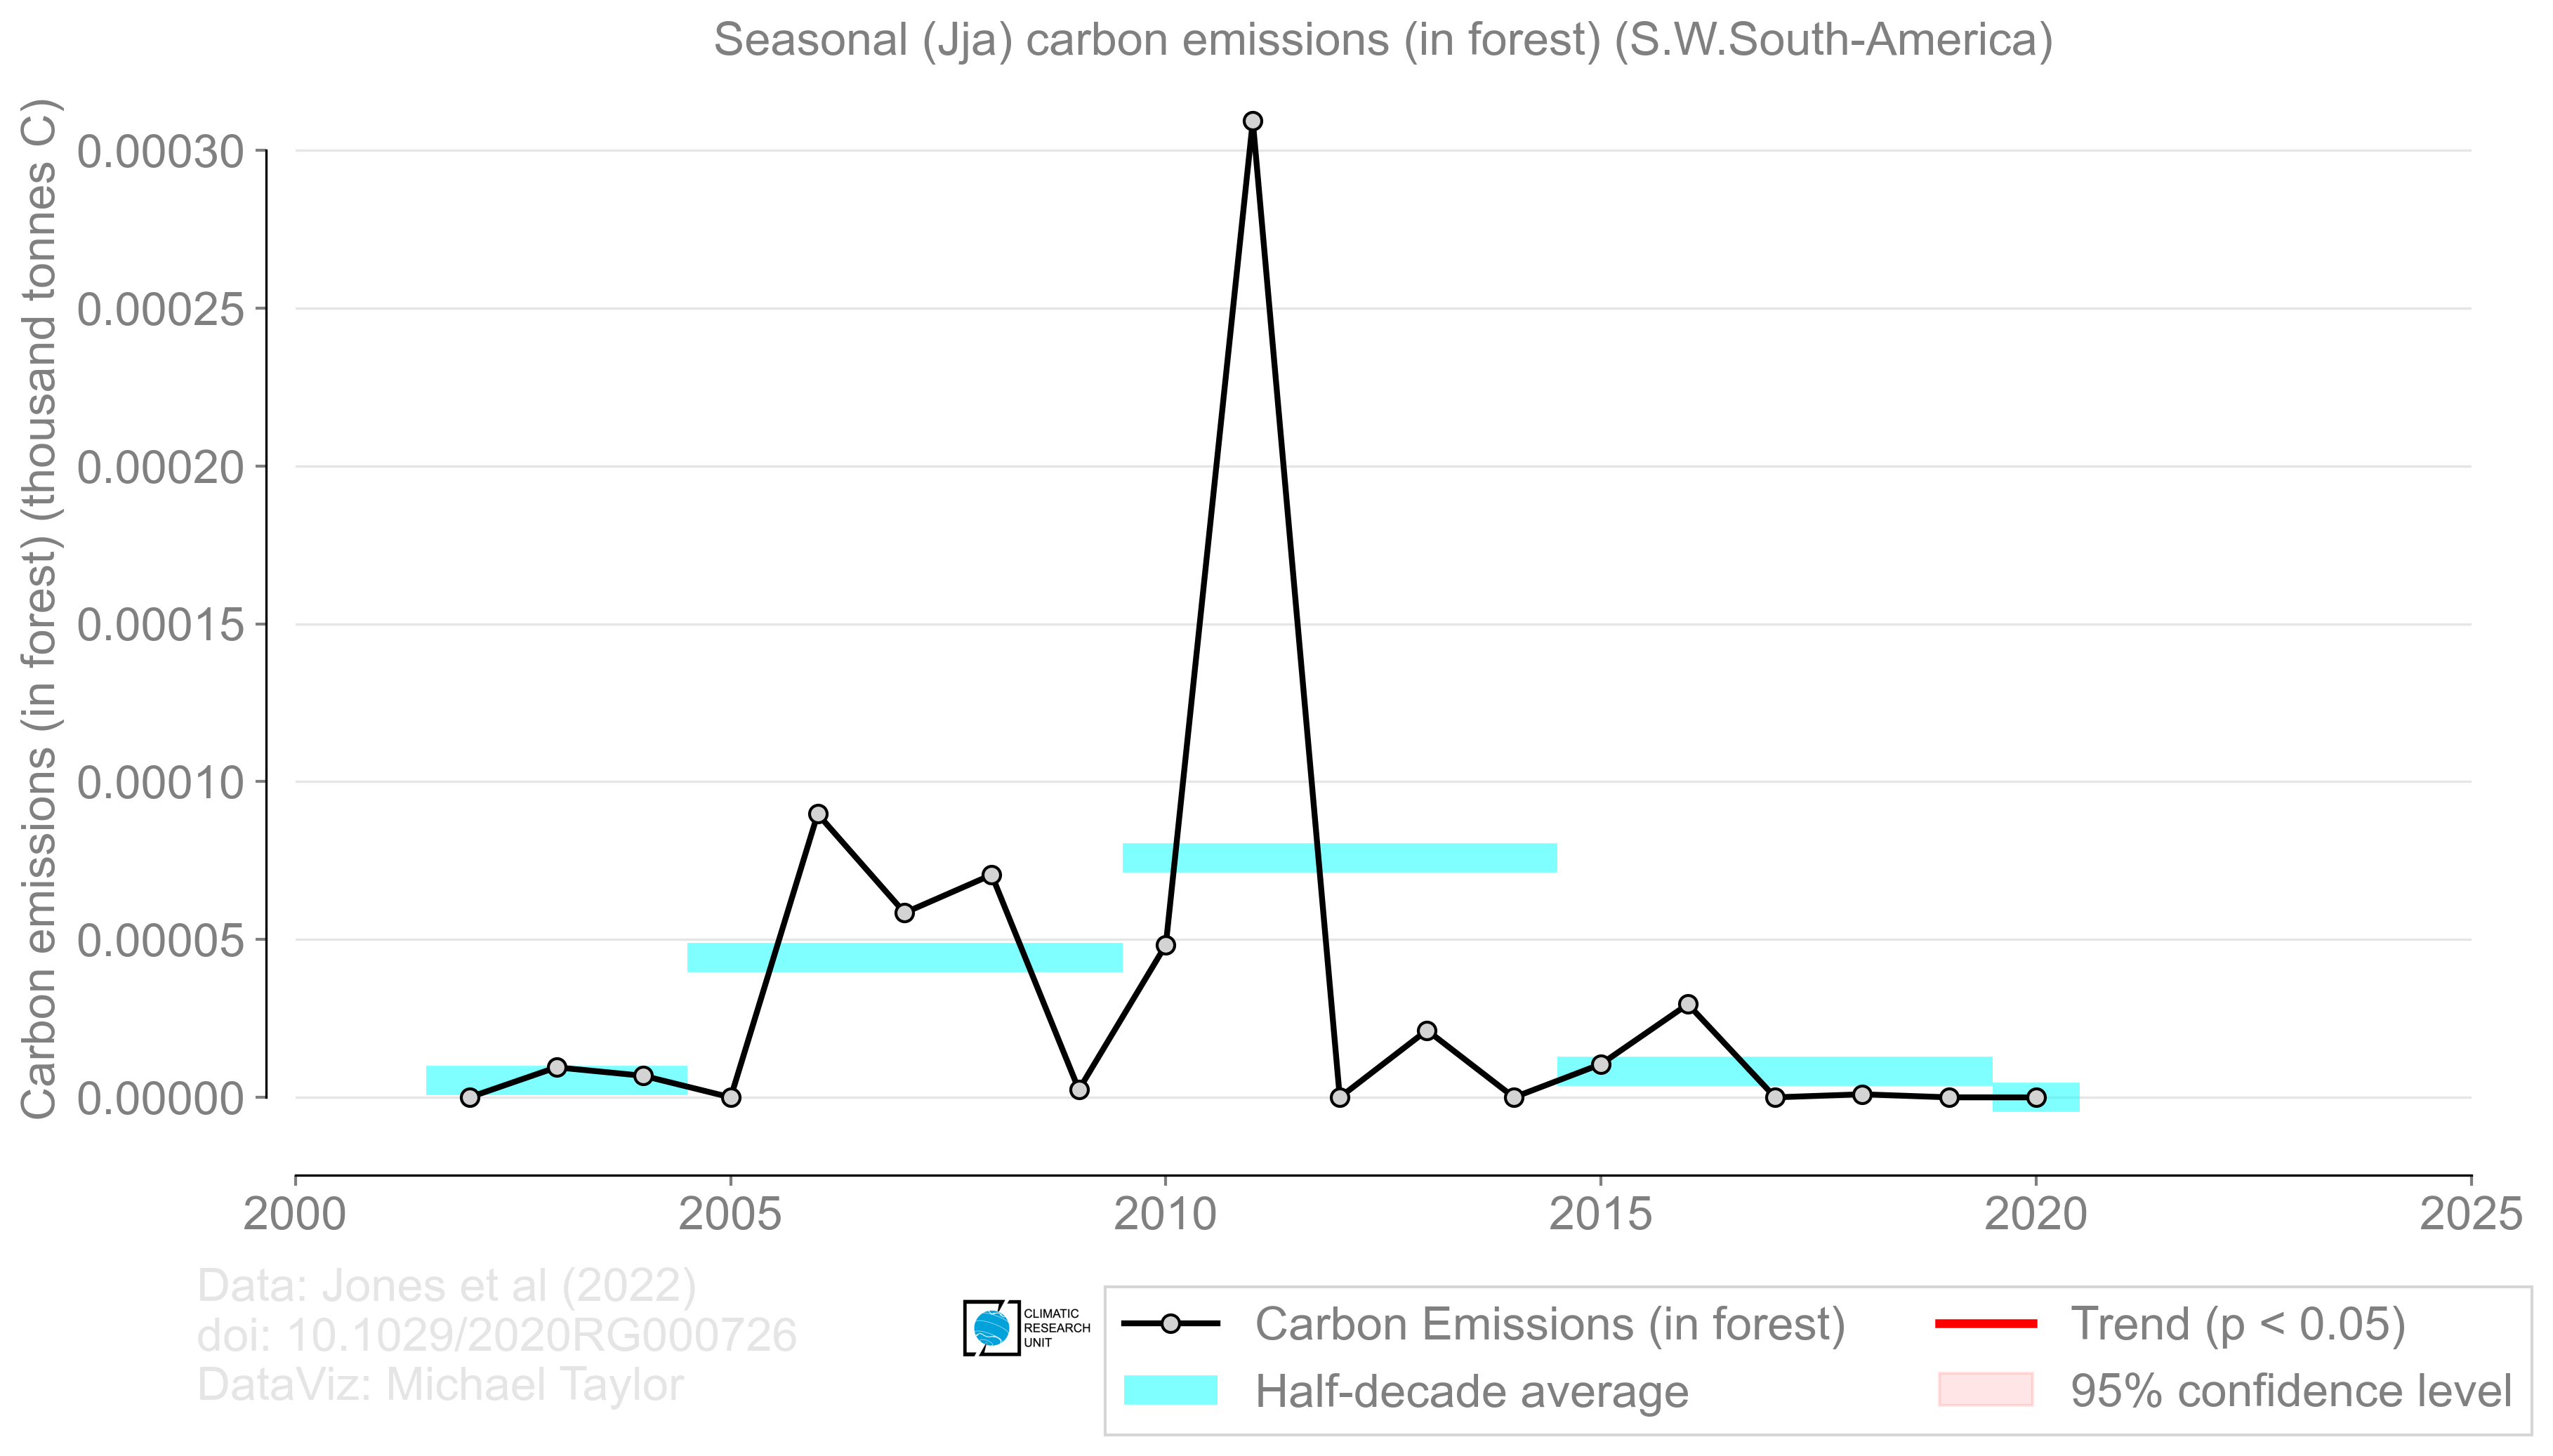 Seasonal (Jja) carbon emissions (in forest) (S.W.South-America)
Carbon emissions (in forest) (thousand tonnes C)
0.00030
0.00025
0.00020
0.00015
0.00010
0.00005
0.00000
2000 2005 2010 2015 2020 2025
Data: Jones et al (2022)
doi: 10.1029/2020RG000726
DataViz: Michael Taylor
CLIMATIC
RESEARCH
UNIT
Carbon Emissions (in forest)
Half-decade average
Trend (p < 0.05)
95% confidence level